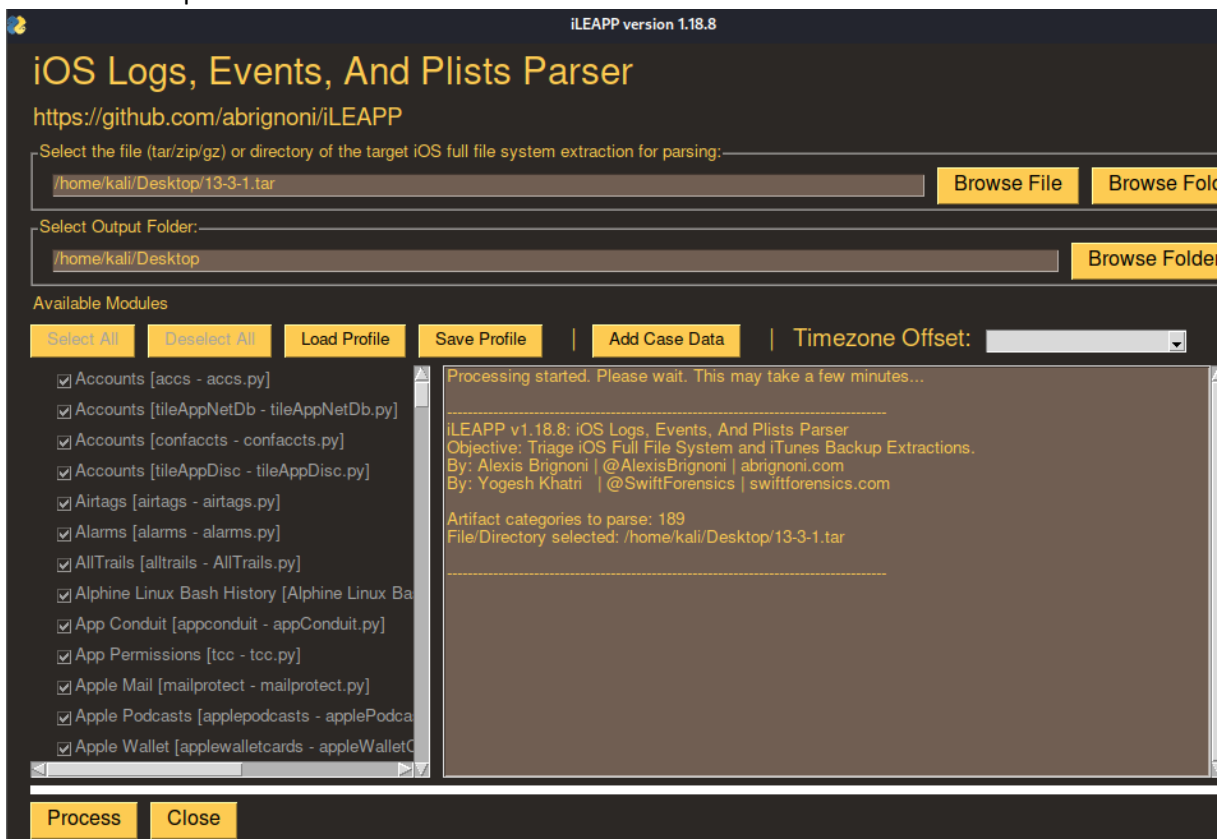 iLEAPP version 1.18.8
iOS Logs, Events, And Plists Parser
https://github.com/abrignoni/iLEAPP
Select the file (tar/zip/gz) or directory of the target iOS full file system extraction for parsing:
/home/kali/Desktop/13-3-1.tar Browse File Browse Fold
Select Output Folder:
/home/kali/Desktop Browse Folder
Available Modules
Select All Deselect All Load Profile Save Profile | Add Case Data | Timezone Offset:
Accounts [accs - accs.py]
Accounts [tileAppNetDb - tileAppNetDb.py]
Accounts [confaccts - confaccts.py]
Accounts [tileAppDisc - tileAppDisc.py]
Airtags [airtags - airtags.py]
Alarms [alarms - alarms.py]
AllTrails [alltrails - AllTrails.py]
Alphine Linux Bash History [Alphine Linux Ba
App Conduit [appconduit - appConduit.py]
App Permissions [tcc - tcc.py]
Apple Mail [mailprotect - mailprotect.py]
Apple Podcasts [applepodcasts - applePodca
Apple Wallet [applewalletcards - appleWalletC
Processing started. Please wait. This may take a few minutes...
---------------------------------------------------------------------------------------
iLEAPP v1.18.8: iOS Logs, Events, And Plists Parser
Objective: Triage iOS Full File System and iTunes Backup Extractions.
By: Alexis Brignoni | @AlexisBrignoni | abrignoni.com
By: Yogesh Khatri | @SwiftForensics | swiftforensics.com
Artifact categories to parse: 189
File/Directory selected: /home/kali/Desktop/13-3-1.tar
---------------------------------------------------------------------------------------
Process Close